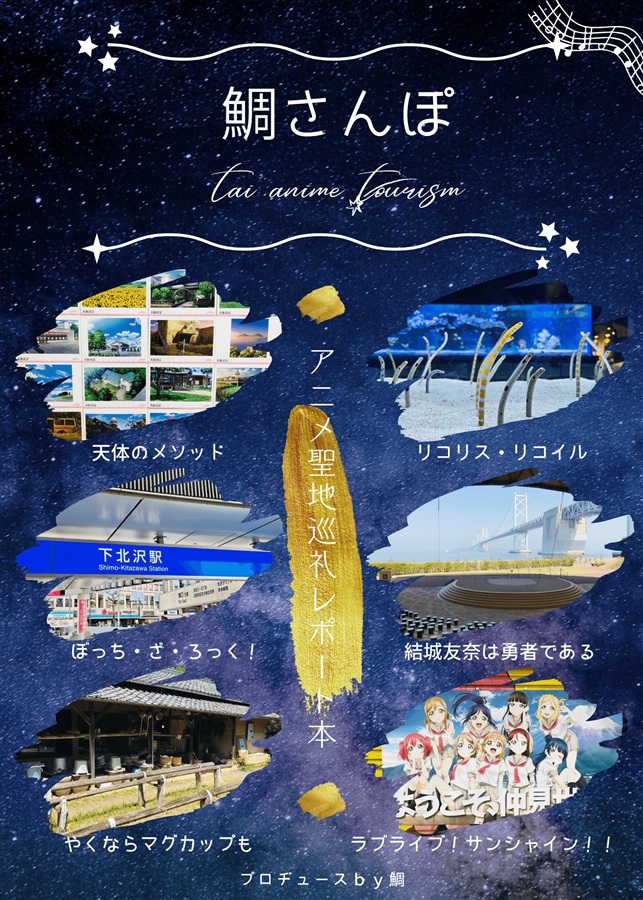 鯛さんぽ
tai anime tourism
アニメ聖地巡礼レポート本
天体のメソッド
リコリス・リコイル
下北沢駅
Shimo-Kitazawa Station
ぼっち・ざ・ろっく！
結城友奈は勇者である
ようこそ、仲見世
やくならマグカップも
ラブライブ！サンシャイン！！
プロデュースｂｙ鯛